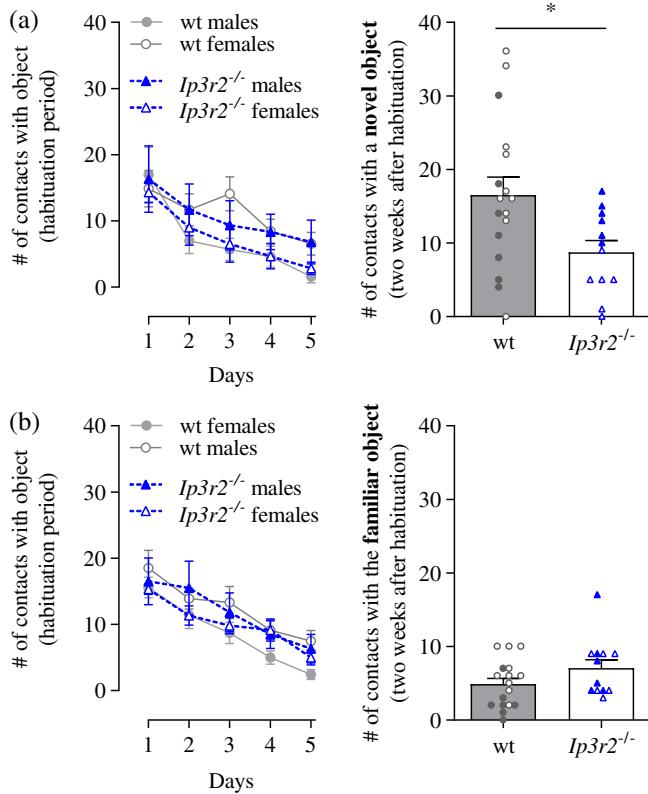 (a)
# of contacts with object
(habituation period)
40
30
20
10
0
wt males
wt females
Ip3r2-/- males
Ip3r2-/- females
1 2 3 4 5
Days
# of contacts with a novel object
(two weeks after habituation)
40
30
20
10
0
*
wt Ip3r2-/-
(b)
# of contacts with object
(habituation period)
40
30
20
10
0
wt females
wt males
Ip3r2-/- males
Ip3r2-/- females
1 2 3 4 5
Days
# of contacts with the familiar object
(two weeks after habituation)
40
30
20
10
0
wt Ip3r2-/-